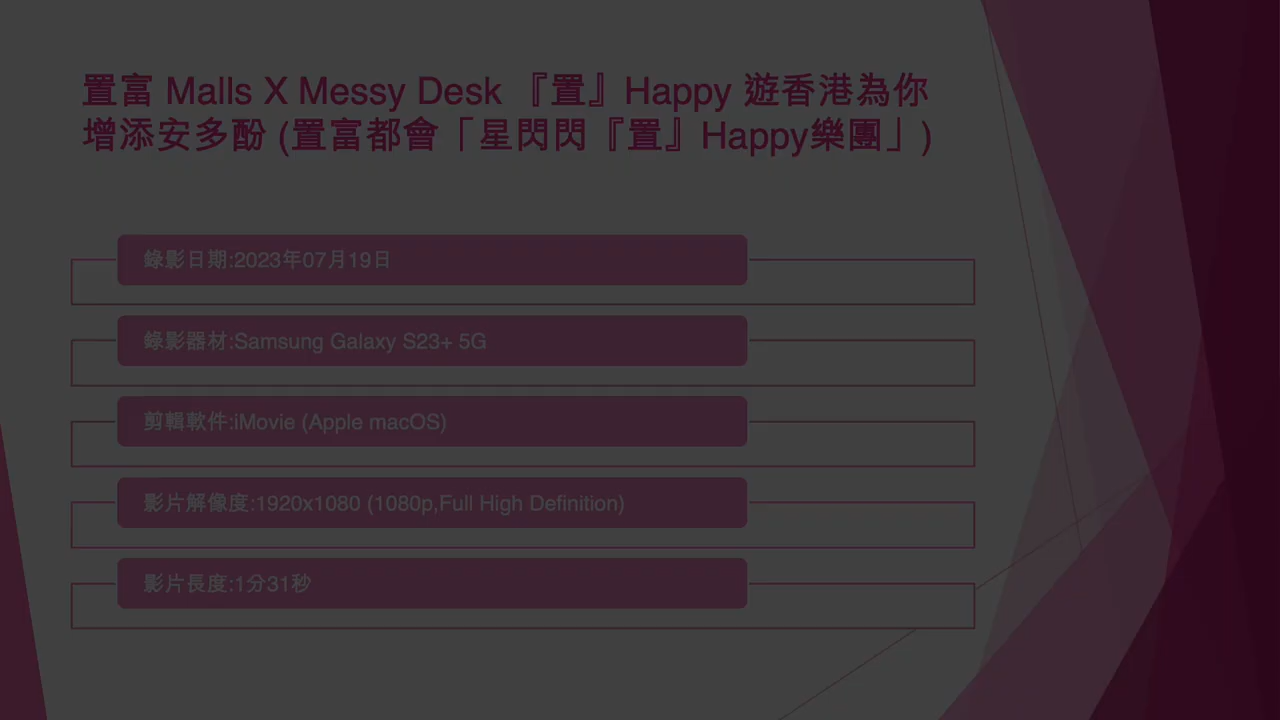 置富 Malls X Messy Desk 『置』Happy 遊香港為你
增添安多酚 (置富都會「星閃閃『置』Happy樂團」)
錄影日期:2023年07月19日
錄影器材:Samsung Galaxy S23+ 5G
剪輯軟件:iMovie (Apple macOS)
影片解像度:1920x1080 (1080p,Full High Definition)
影片長度:1分31秒